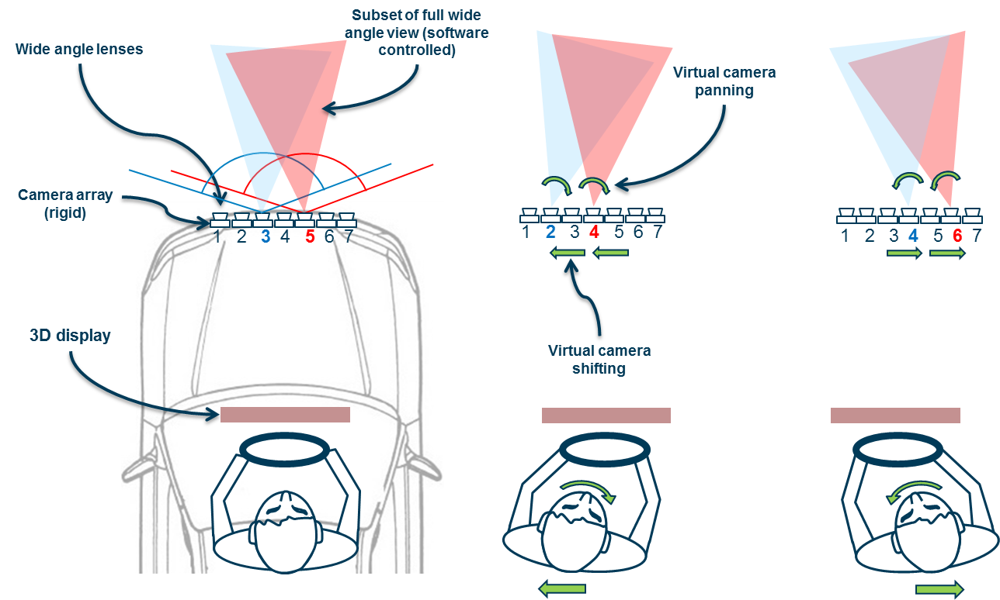 Subset of full wide
angle view (software
controlled)
Wide angle lenses
Virtual camera
panning
Camera array
(rigid)
1 2 3 4 5 6 7
1 2 3 4 5 6 7
1 2 3 4 5 6 7
3D display
Virtual camera
shifting